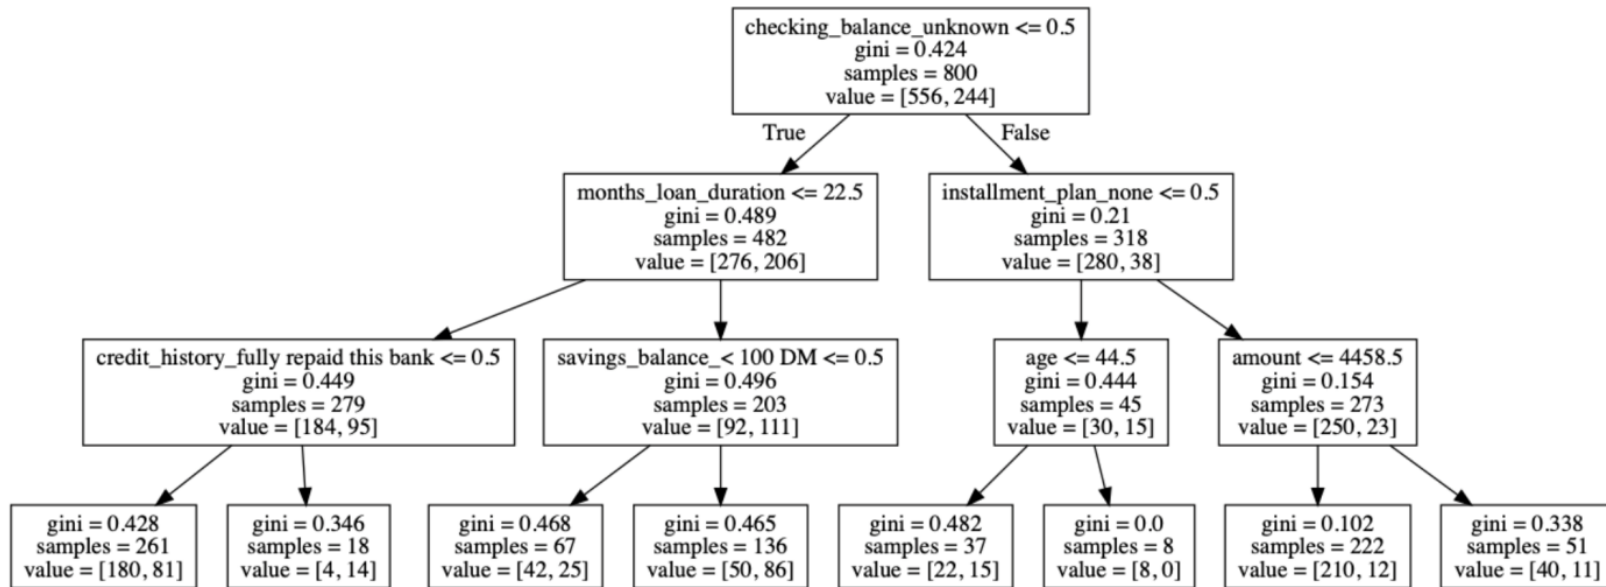 checking_balance_unknown <= 0.5
gini = 0.424
samples = 800
value = [556, 244]
True
False
months_loan_duration <= 22.5
gini = 0.489
samples = 482
value = [276, 206]
installment_plan_none <= 0.5
gini = 0.21
samples = 318
value = [280, 38]
credit_history_fully repaid this bank <= 0.5
gini = 0.449
samples = 279
value = [184, 95]
savings_balance_< 100 DM <= 0.5
gini = 0.496
samples = 203
value = [92, 111]
age <= 44.5
gini = 0.444
samples = 45
value = [30, 15]
amount <= 4458.5
gini = 0.154
samples = 273
value = [250, 23]
gini = 0.428
samples = 261
value = [180, 81]
gini = 0.346
samples = 18
value = [4, 14]
gini = 0.468
samples = 67
value = [42, 25]
gini = 0.465
samples = 136
value = [50, 86]
gini = 0.482
samples = 37
value = [22, 15]
gini = 0.0
samples = 8
value = [8, 0]
gini = 0.102
samples = 222
value = [210, 12]
gini = 0.338
samples = 51
value = [40, 11]